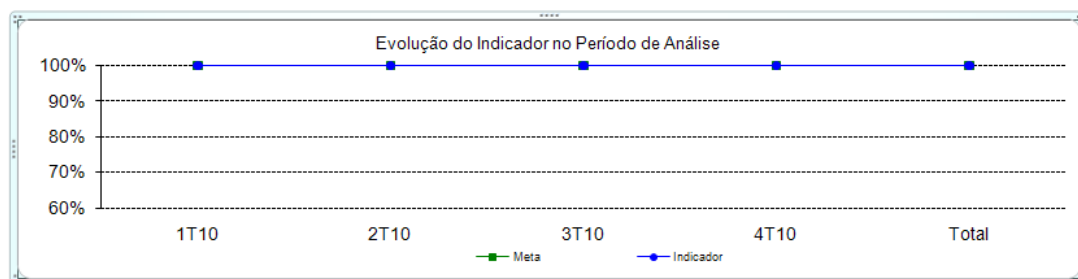 Evolução do Indicador no Período de Análise
100%
90%
80%
70%
60%
1T10 2T10 3T10 4T10 Total
Meta Indicador